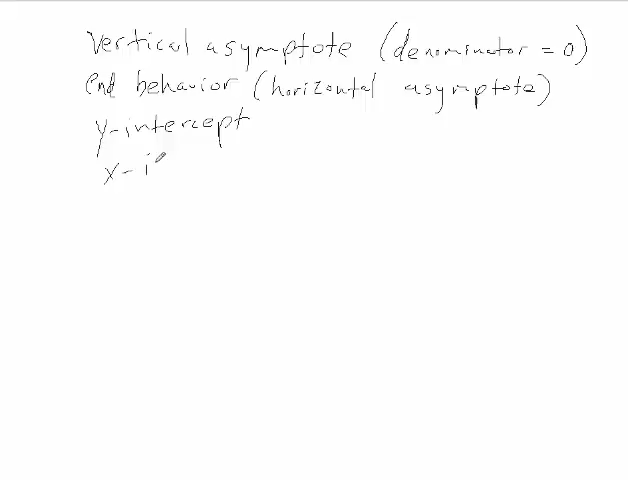 Vertical asymptote (denominator = 0)
End behavior (horizontal asymptote)
y-intercept
x-i